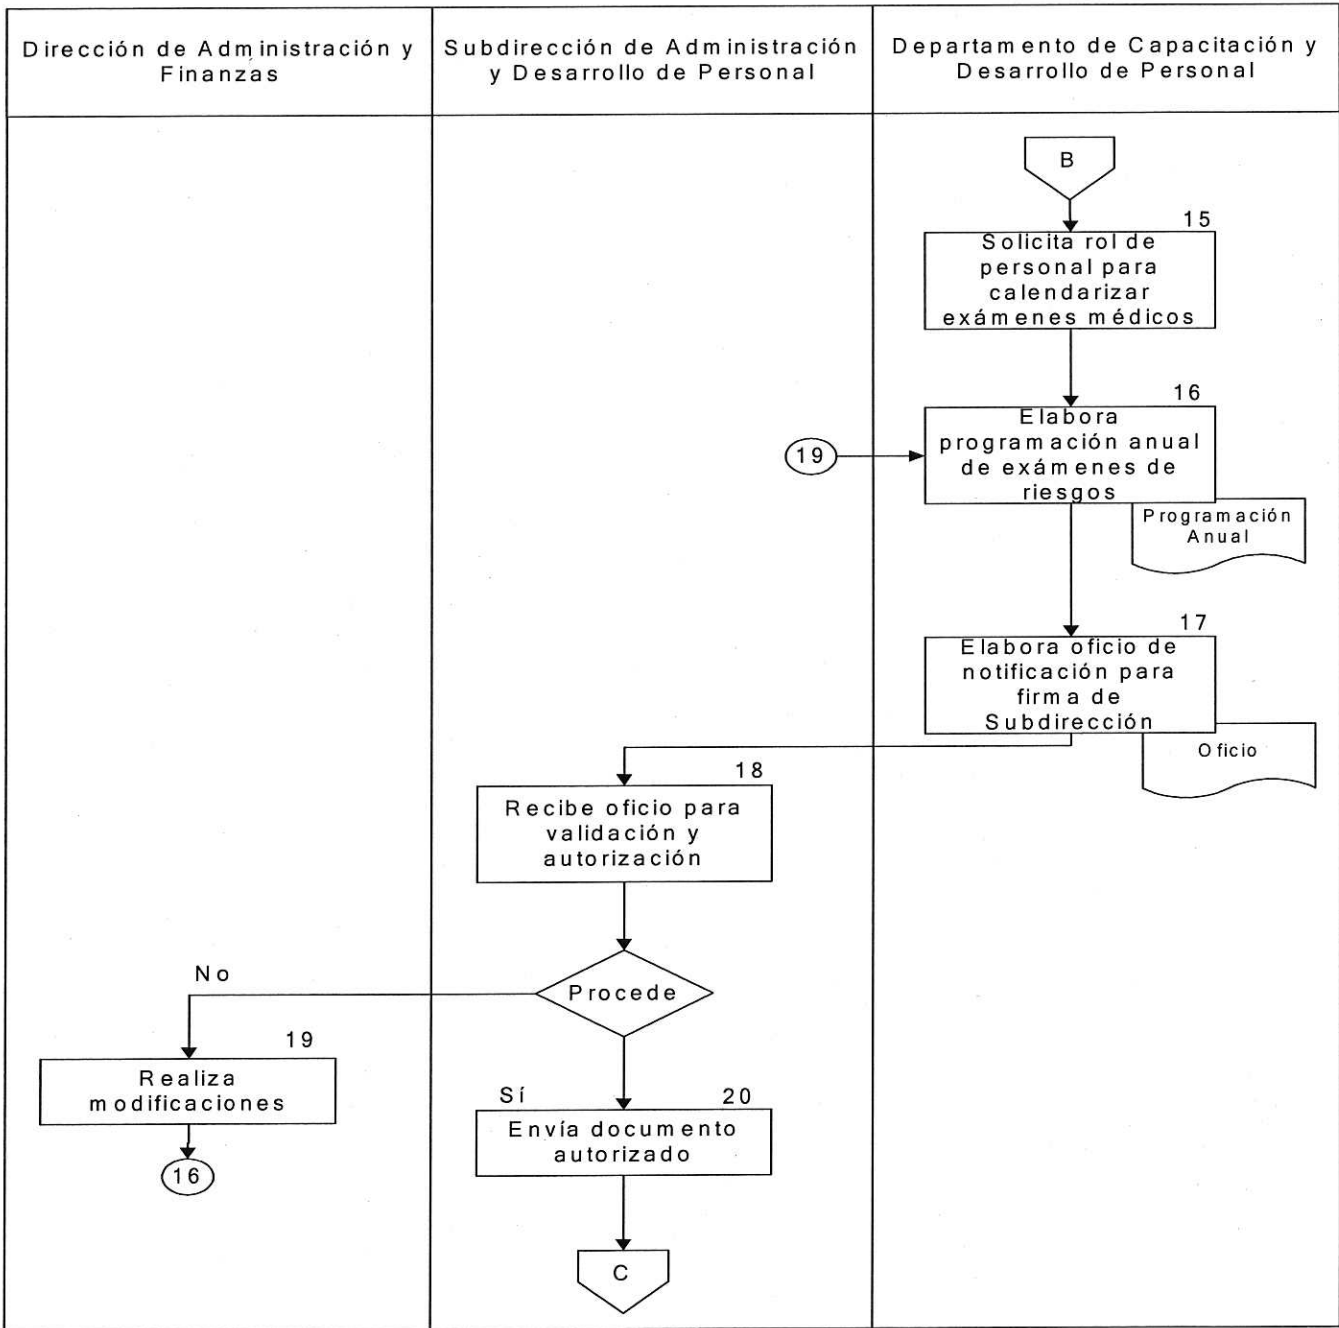 Dirección de Administración y
Finanzas
Subdirección de Administración
y Desarrollo de Personal
Departamento de Capacitación y
Desarrollo de Personal
B
15
Solicita rol de
personal para
calendarizar
exámenes médicos
16
Elabora
programación anual
de exámenes de
riesgos
19
Programación
Anual
17
Elabora oficio de
notificación para
firma de
Subdirección
Oficio
18
Recibe oficio para
validación y
autorización
No
Procede
19
Realiza
modificaciones
16
Sí
20
Envía documento
autorizado
C